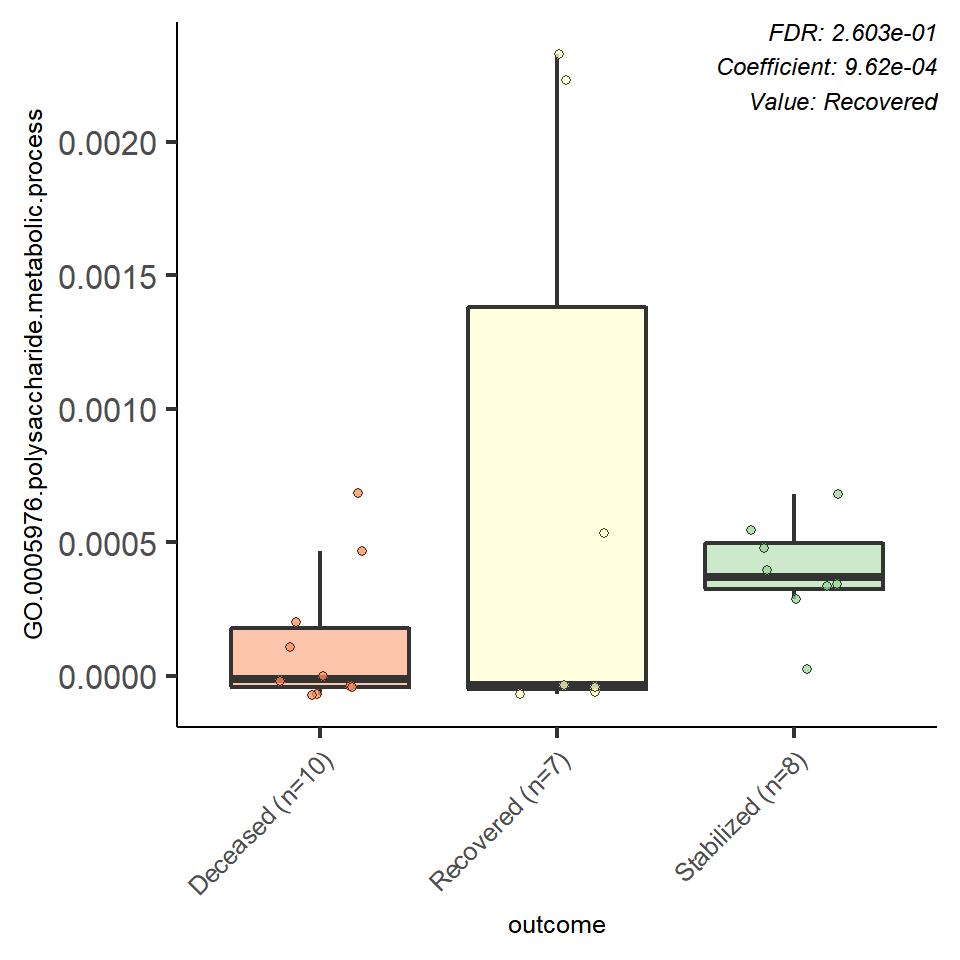 FDR: 2.603e-01
Coefficient: 9.62e-04
Value: Recovered
GO.0005976.polysaccharide.metabolic.process
0.0020
0.0015
0.0010
0.0005
0.0000
Deceased (n=10)
Recovered (n=7)
Stabilized (n=8)
outcome